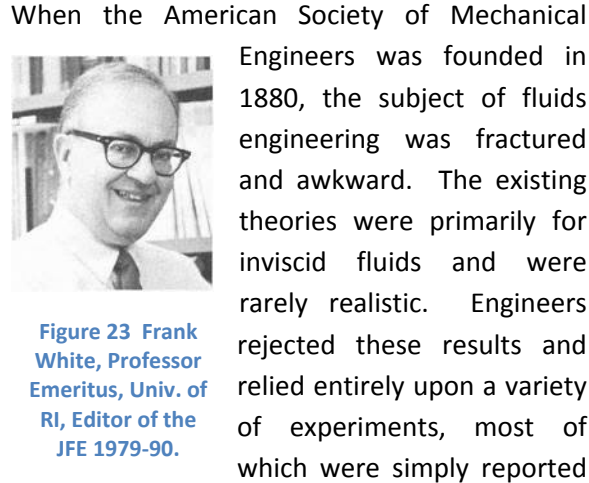 When the American Society of Mechanical
Engineers was founded in
1880, the subject of fluids
engineering was fractured
and awkward. The existing
theories were primarily for
inviscid fluids and were
rarely realistic. Engineers
rejected these results and
relied entirely upon a variety
of experiments, most of
which were simply reported
Figure 23 Frank
White, Professor
Emeritus, Univ. of
RI, Editor of the
JFE 1979-90.